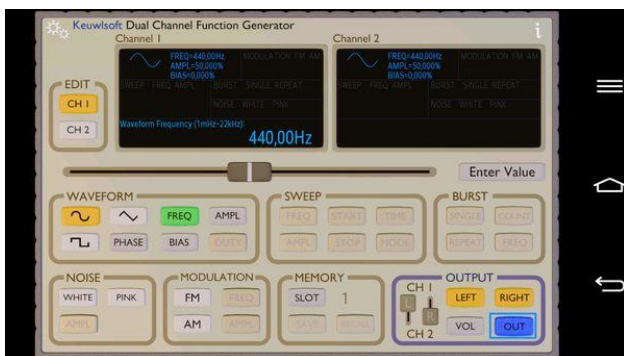 Keuwlsoft Dual Channel Function Generator
Channel 1
Channel 2
FREQ=440,00Hz
AMPL=50,000%
BIAS=0,000%
MODULATION FM AM
SWEEP FREQ AMPL
BURST SINGLE REPEAT
NOISE WHITE PINK
Waveform Frequency (1mHz-22kHz):
440,00Hz
FREQ=440,00Hz
AMPL=50,000%
BIAS=0,000%
MODULATION FM AM
SWEEP FREQ AMPL
BURST SINGLE REPEAT
NOISE WHITE PINK
EDIT
CH 1
CH 2
Enter Value
WAVEFORM
FREQ AMPL
PHASE BIAS DUTY
SWEEP
FREQ START TIME
AMPL STOP MODE
BURST
SINGLE COUNT
REPEAT FREQ
NOISE
WHITE PINK
AMPL
MODULATION
FM FREQ
AM AMPL
MEMORY
SLOT 1
SAVE RECALL
OUTPUT
CH 1
L
R
CH 2
LEFT RIGHT
VOL OUT